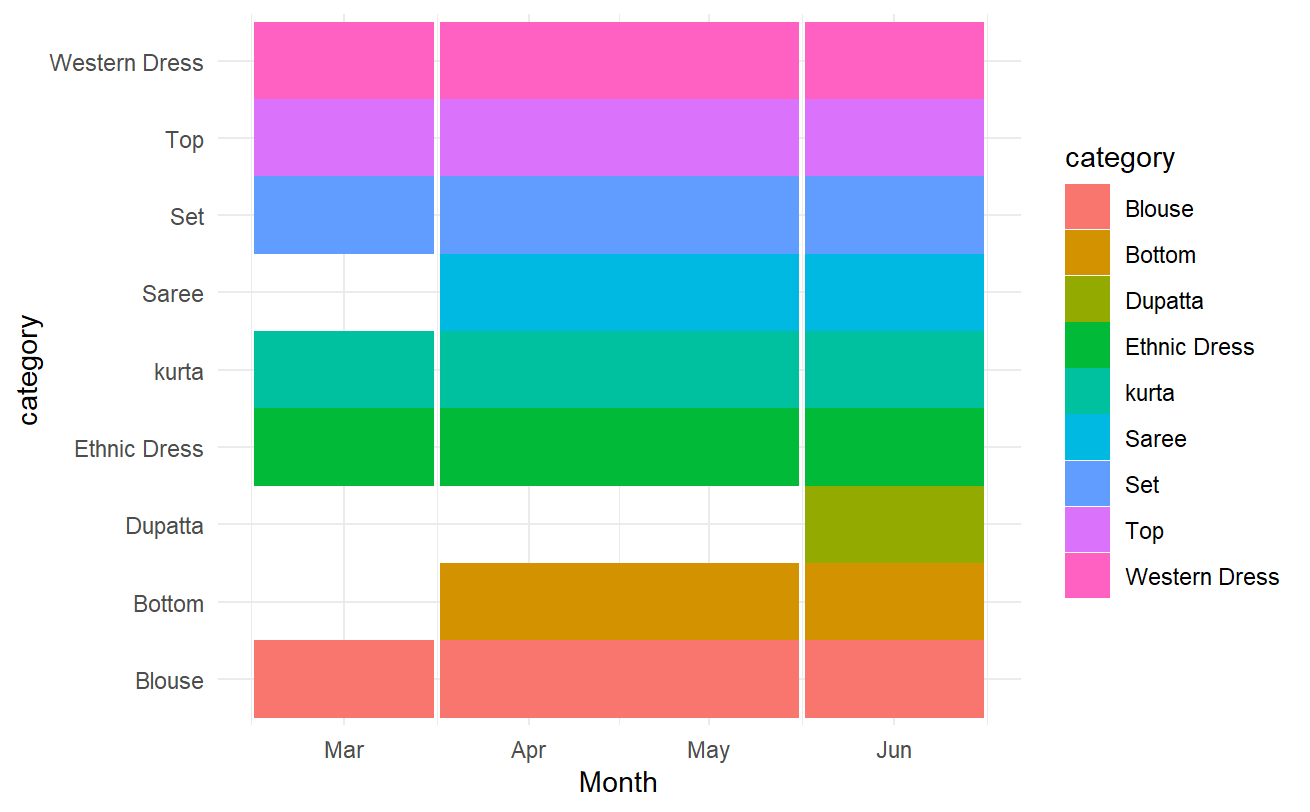 Western Dress
Top
Set
Saree
kurta
Ethnic Dress
Dupatta
Bottom
Blouse
category
Mar Apr May Jun
Month
category
Blouse
Bottom
Dupatta
Ethnic Dress
kurta
Saree
Set
Top
Western Dress